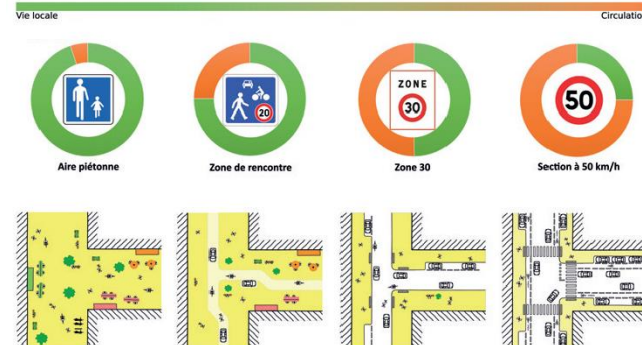 Vie locale
Circulatio
20
ZONE
30
50
Aire piétonne
Zone de rencontre
Zone 30
Section à 50 km/h